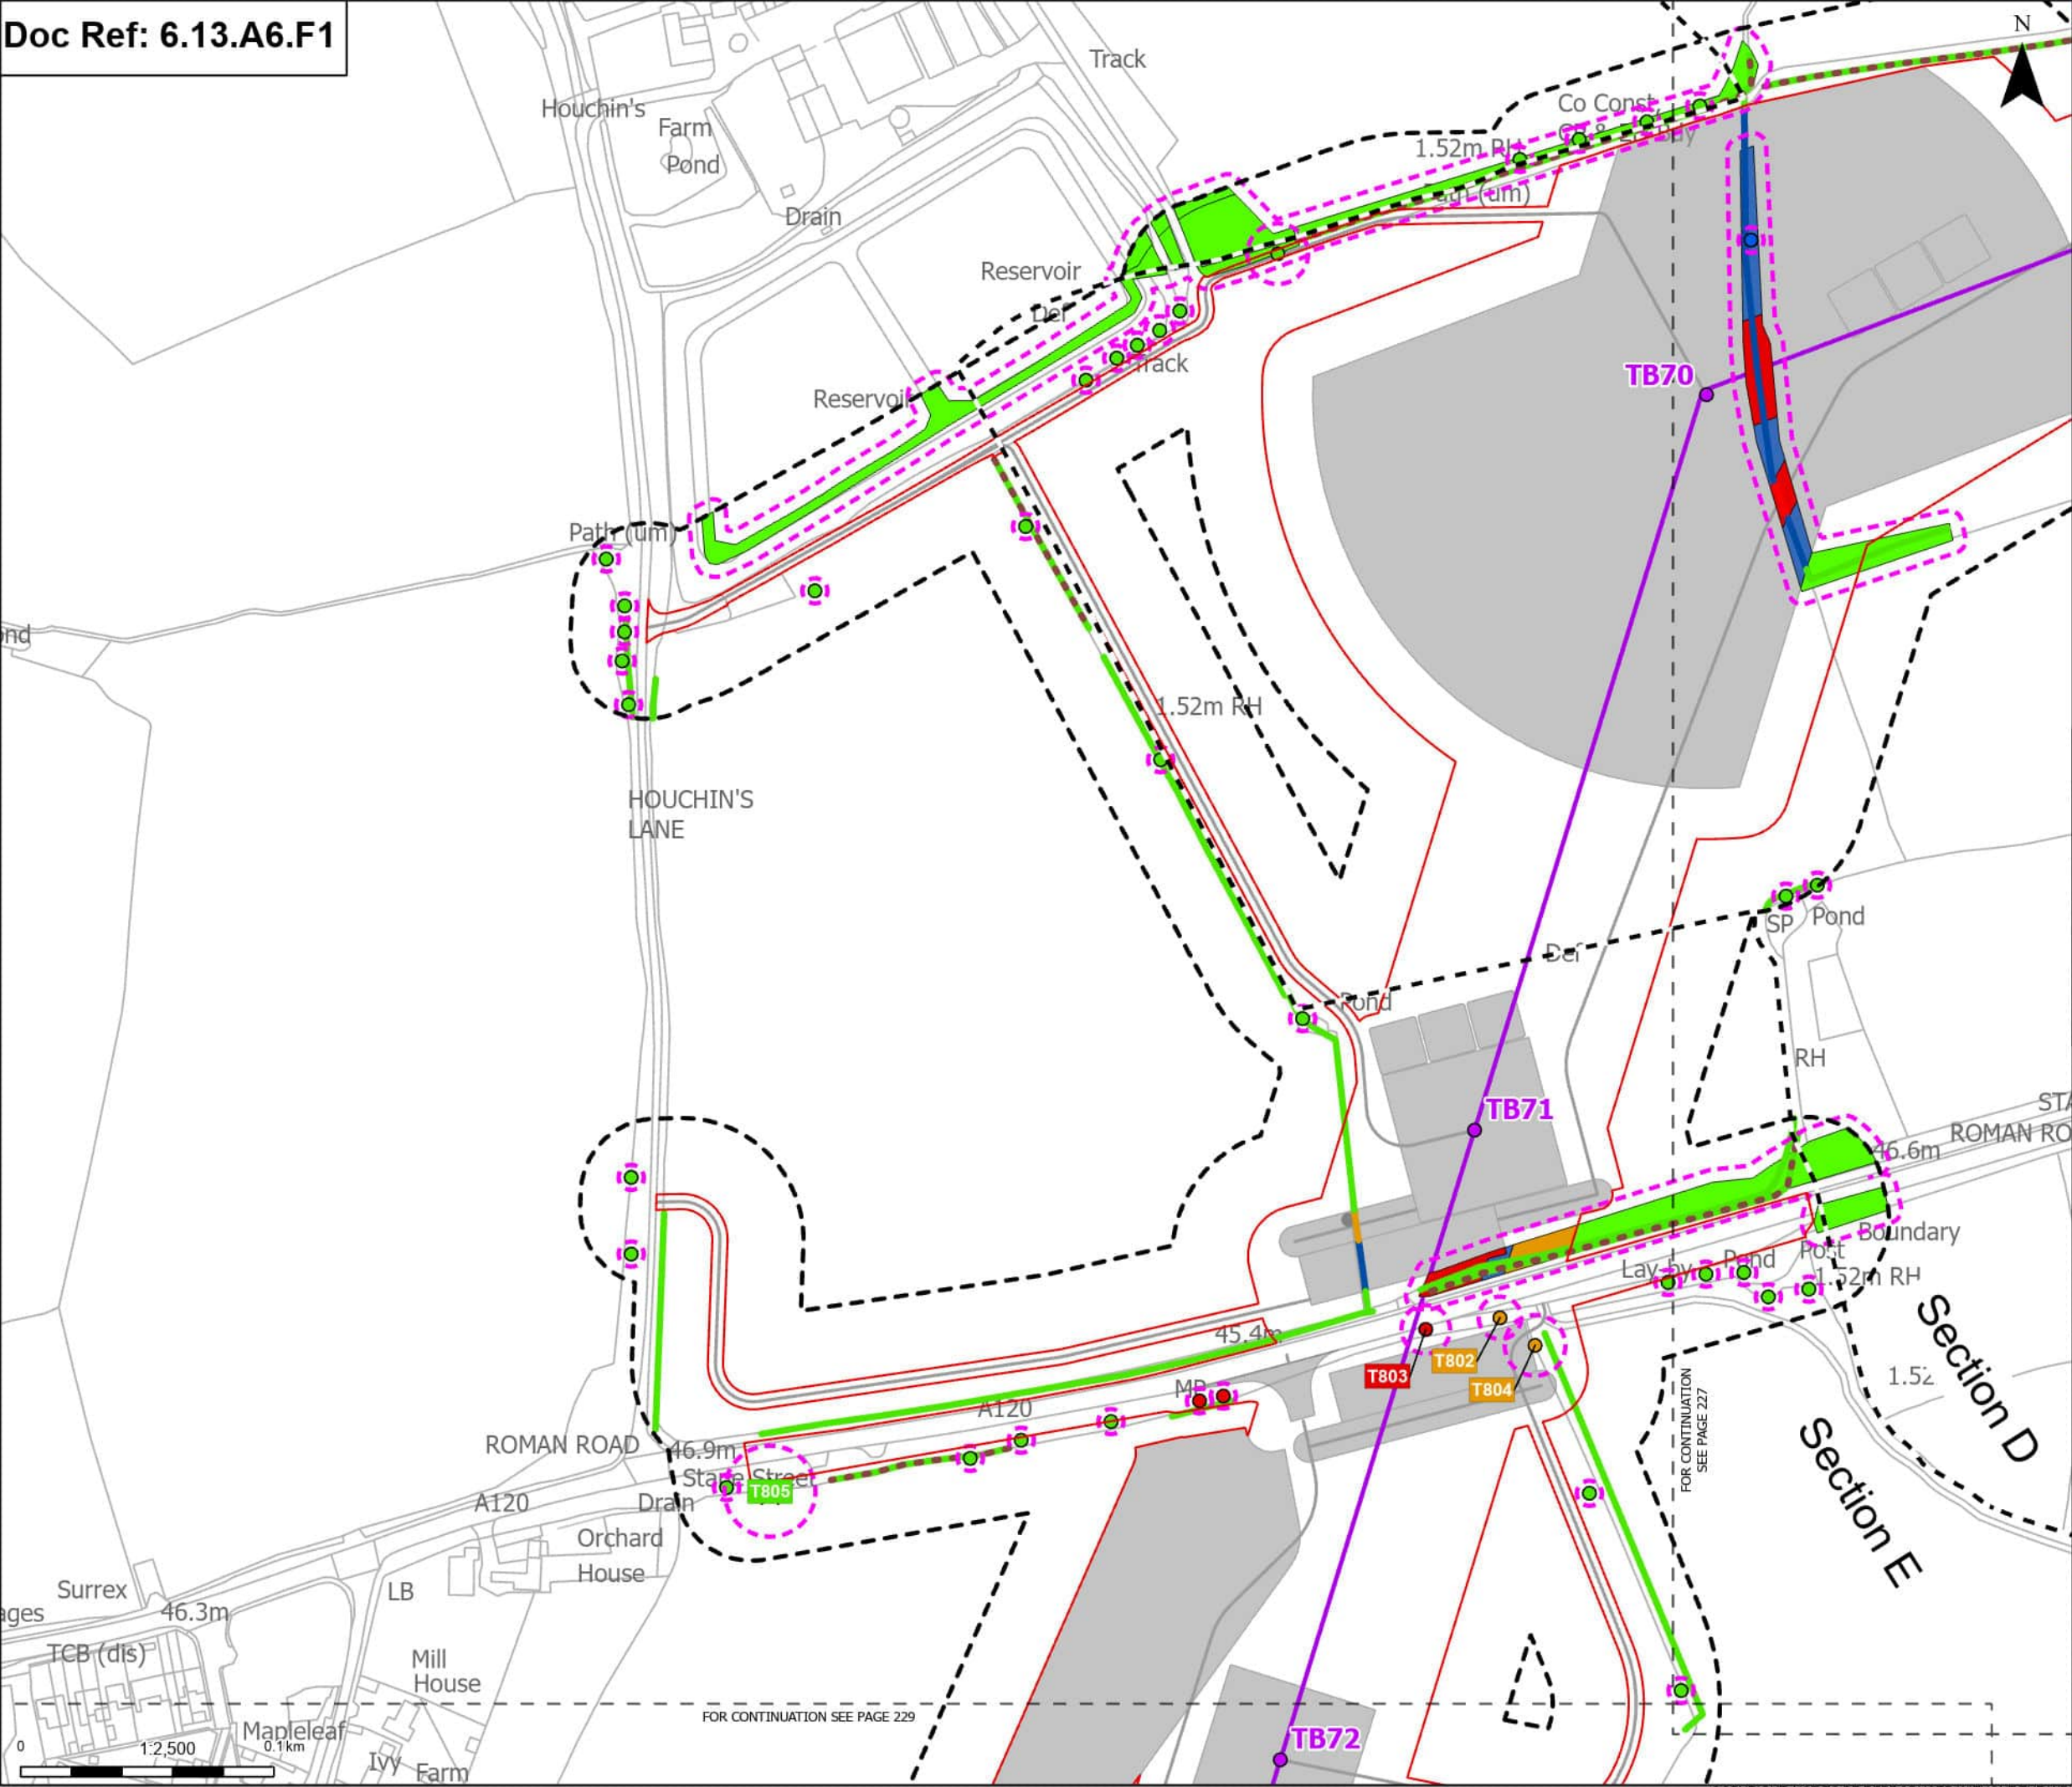 Doc Ref: 6.13.A6.F1
N
Track
Houchin's
Farm
Pond
Co Const,
1.52m RH
Drain
Reservoir
Def
Track
TB70
Reservoir
Path (um)
1.52m RH
HOUCHIN'S
LANE
SP
Pond
Def
Pond
RH
TB71
ROMAN RO
46.6m
Boundary
Post
Pond
Lay-by
1.52m RH
45.4m
T803
T802
T804
MP
A120
1.52
FOR CONTINUATION
SEE PAGE 227
Section D
Section E
ROMAN ROAD
46.9m
Stane Street
T805
A120
Drain
Orchard
House
Surrex
LB
46.3m
TCB (dis)
Mill
House
FOR CONTINUATION SEE PAGE 229
Mapleleaf
TB72
0
1:2,500
0.1km
Ivy
Farm